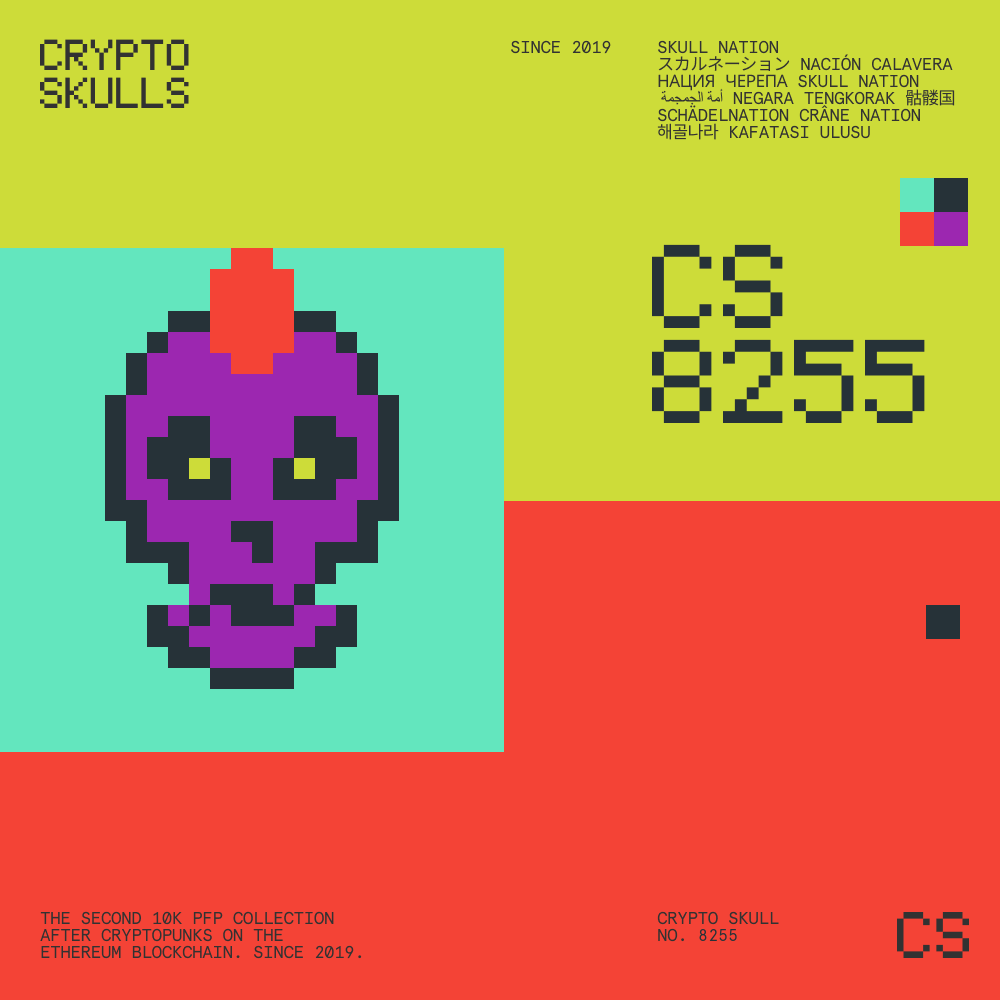 CRYPTO
SKULLS
SINCE 2019
SKULL NATION
スカルネーション NACIÓN CALAVERA
НАЦИЯ ЧЕРЕПА SKULL NATION
أمة الجمجمة NEGARA TENGKORAK 骷髅国
SCHÄDELNATION CRÂNE NATION
해골나라 KAFATASI ULUSU
CS
8255
THE SECOND 10K PFP COLLECTION
AFTER CRYPTOPUNKS ON THE
ETHEREUM BLOCKCHAIN. SINCE 2019.
CRYPTO SKULL
NO. 8255
CS